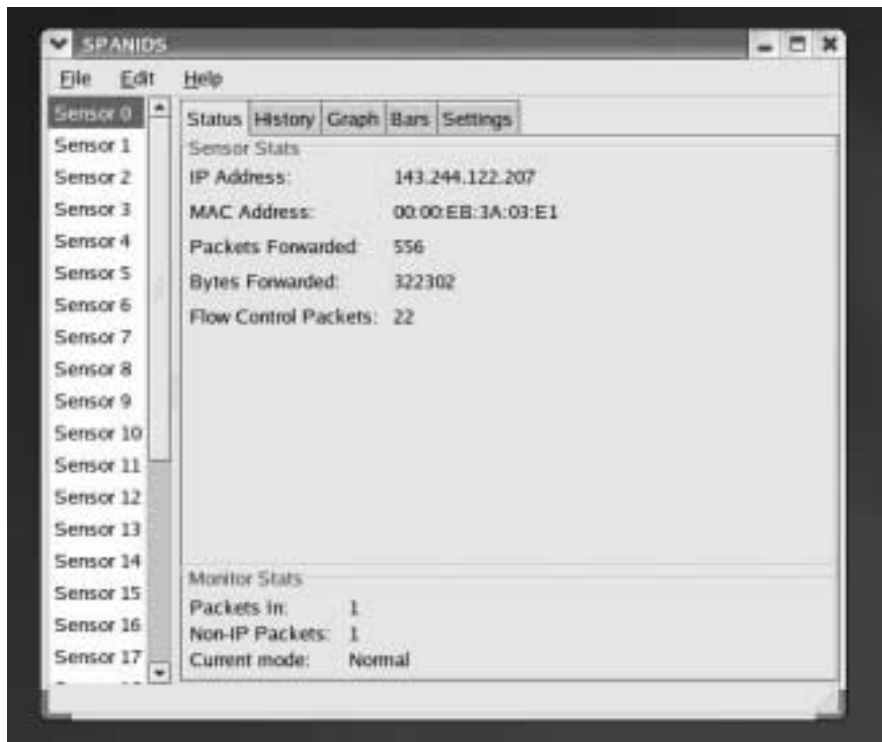 SPANIDS
File Edit Help
Sensor 0
Sensor 1
Sensor 2
Sensor 3
Sensor 4
Sensor 5
Sensor 6
Sensor 7
Sensor 8
Sensor 9
Sensor 10
Sensor 11
Sensor 12
Sensor 13
Sensor 14
Sensor 15
Sensor 16
Sensor 17
Status History Graph Bars Settings
Sensor Stats
IP Address: 143.244.122.207
MAC Address: 00:00:EB:3A:03:E1
Packets Forwarded: 556
Bytes Forwarded: 322302
Flow Control Packets: 22
Monitor Stats
Packets In: 1
Non-IP Packets: 1
Current mode: Normal